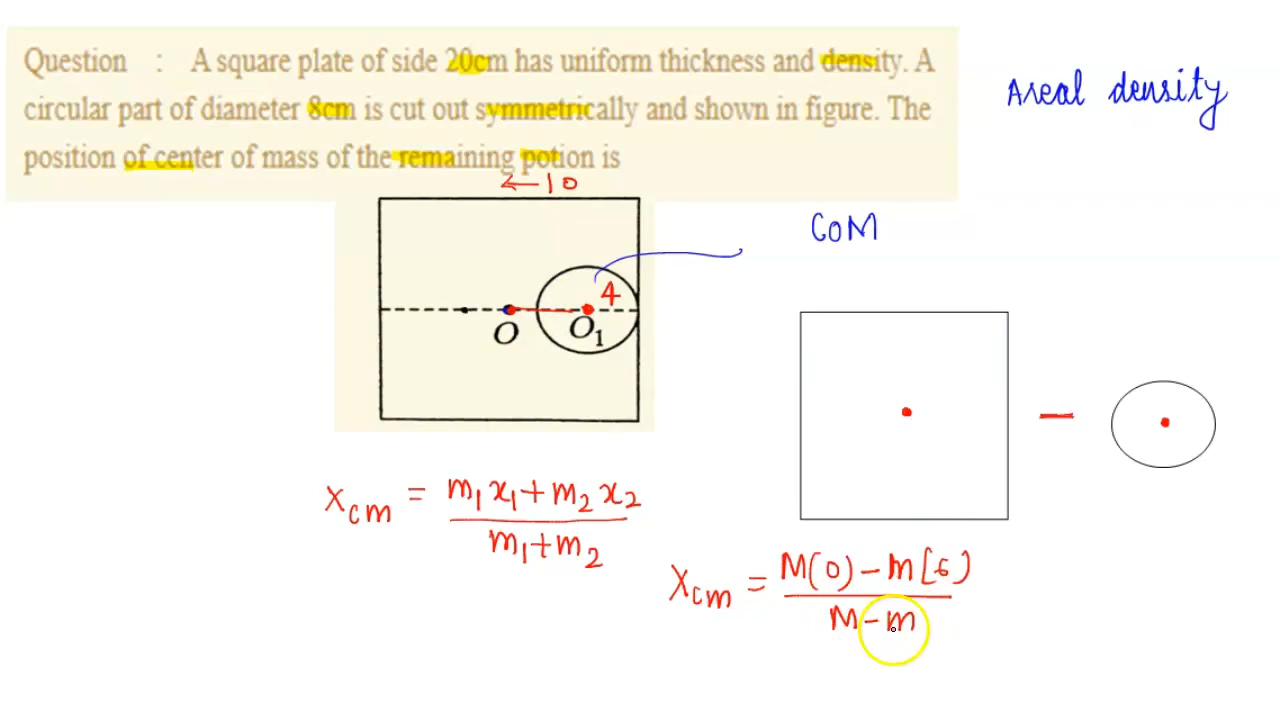 Question : A square plate of side 20cm has uniform thickness and density. A
circular part of diameter 8cm is cut out symmetrically and shown in figure. The
position of center of mass of the remaining potion is
Areal density
← 10
COM
4
O
O₁
–
Xcm = m₁x₁ + m₂x₂ / m₁ + m₂
Xcm = M(0) – m[6) / M – m